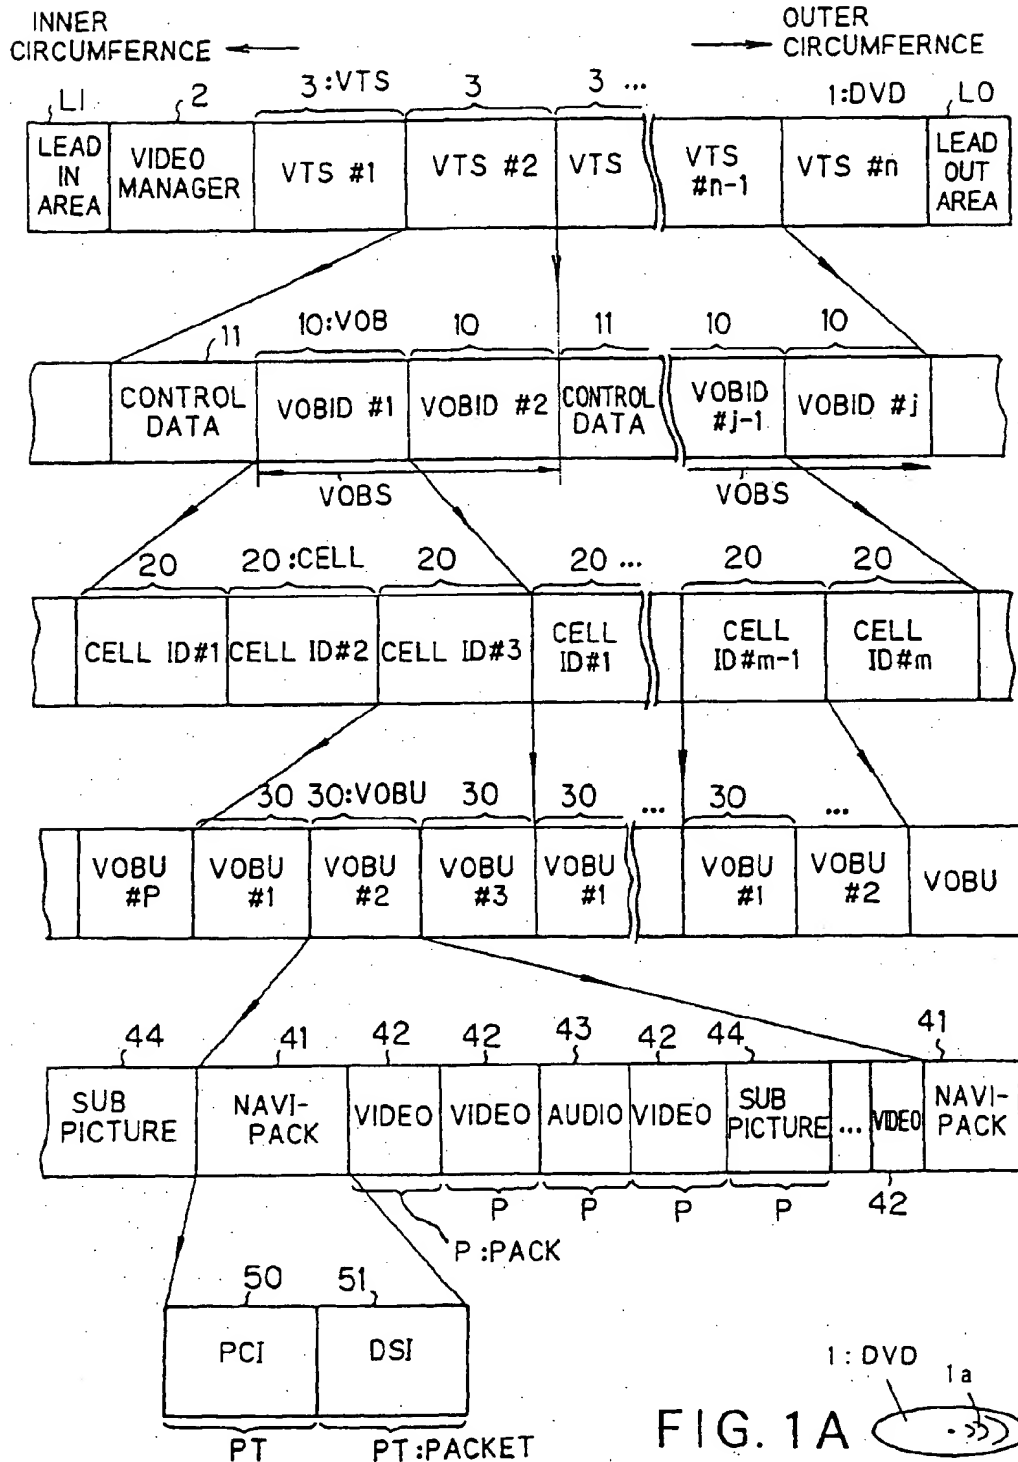 INNER
CIRCUMFERNCE
OUTER
CIRCUMFERNCE
LI 2 3:VTS 3 3 ... 1:DVD LO
LEAD
IN
AREA
VIDEO
MANAGER
VTS #1
VTS #2
VTS
VTS
#n-1
VTS #n
LEAD
OUT
AREA
11 10:VOB 10 11 10 10
CONTROL
DATA
VOBID #1
VOBID #2
CONTROL
DATA
VOBID
#j-1
VOBID #j
VOBS
VOBS
20 20:CELL 20 20 ... 20 20
CELL ID#1
CELL ID#2
CELL ID#3
CELL
ID#1
CELL
ID#m-1
CELL
ID#m
30 30:VOBU 30 30 ... 30 ...
VOBU
#P
VOBU
#1
VOBU
#2
VOBU
#3
VOBU
#1
VOBU
#1
VOBU
#2
VOBU
44 41 42 42 43 42 44 41
SUB
PICTURE
NAVI-
PACK
VIDEO
VIDEO
AUDIO
VIDEO
SUB
PICTURE
...
VIDEO
NAVI-
PACK
P P P P 42
P:PACK
50 51
PCI
DSI
PT PT:PACKET
1:DVD
1a
FIG. 1A